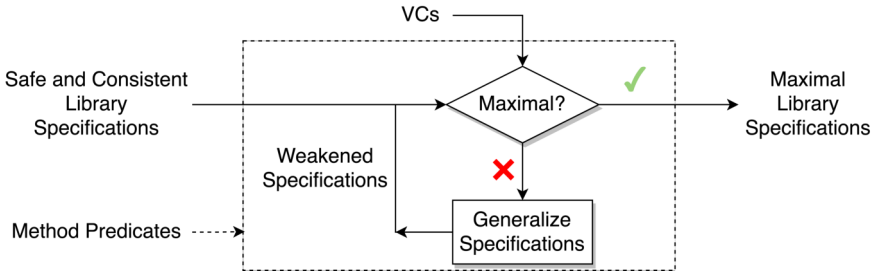 VCs
Safe and Consistent
Library
Specifications
Maximal?
Maximal
Library
Specifications
Weakened
Specifications
Method Predicates
Generalize
Specifications